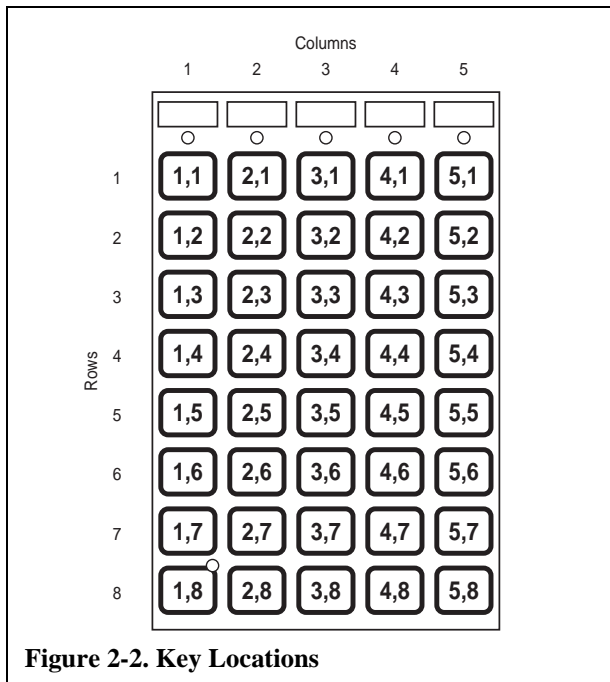 Columns
1 2 3 4 5
1 1,1 2,1 3,1 4,1 5,1
2 1,2 2,2 3,2 4,2 5,2
3 1,3 2,3 3,3 4,3 5,3
Rows
4 1,4 2,4 3,4 4,4 5,4
5 1,5 2,5 3,5 4,5 5,5
6 1,6 2,6 3,6 4,6 5,6
7 1,7 2,7 3,7 4,7 5,7
8 1,8 2,8 3,8 4,8 5,8
Figure 2-2. Key Locations